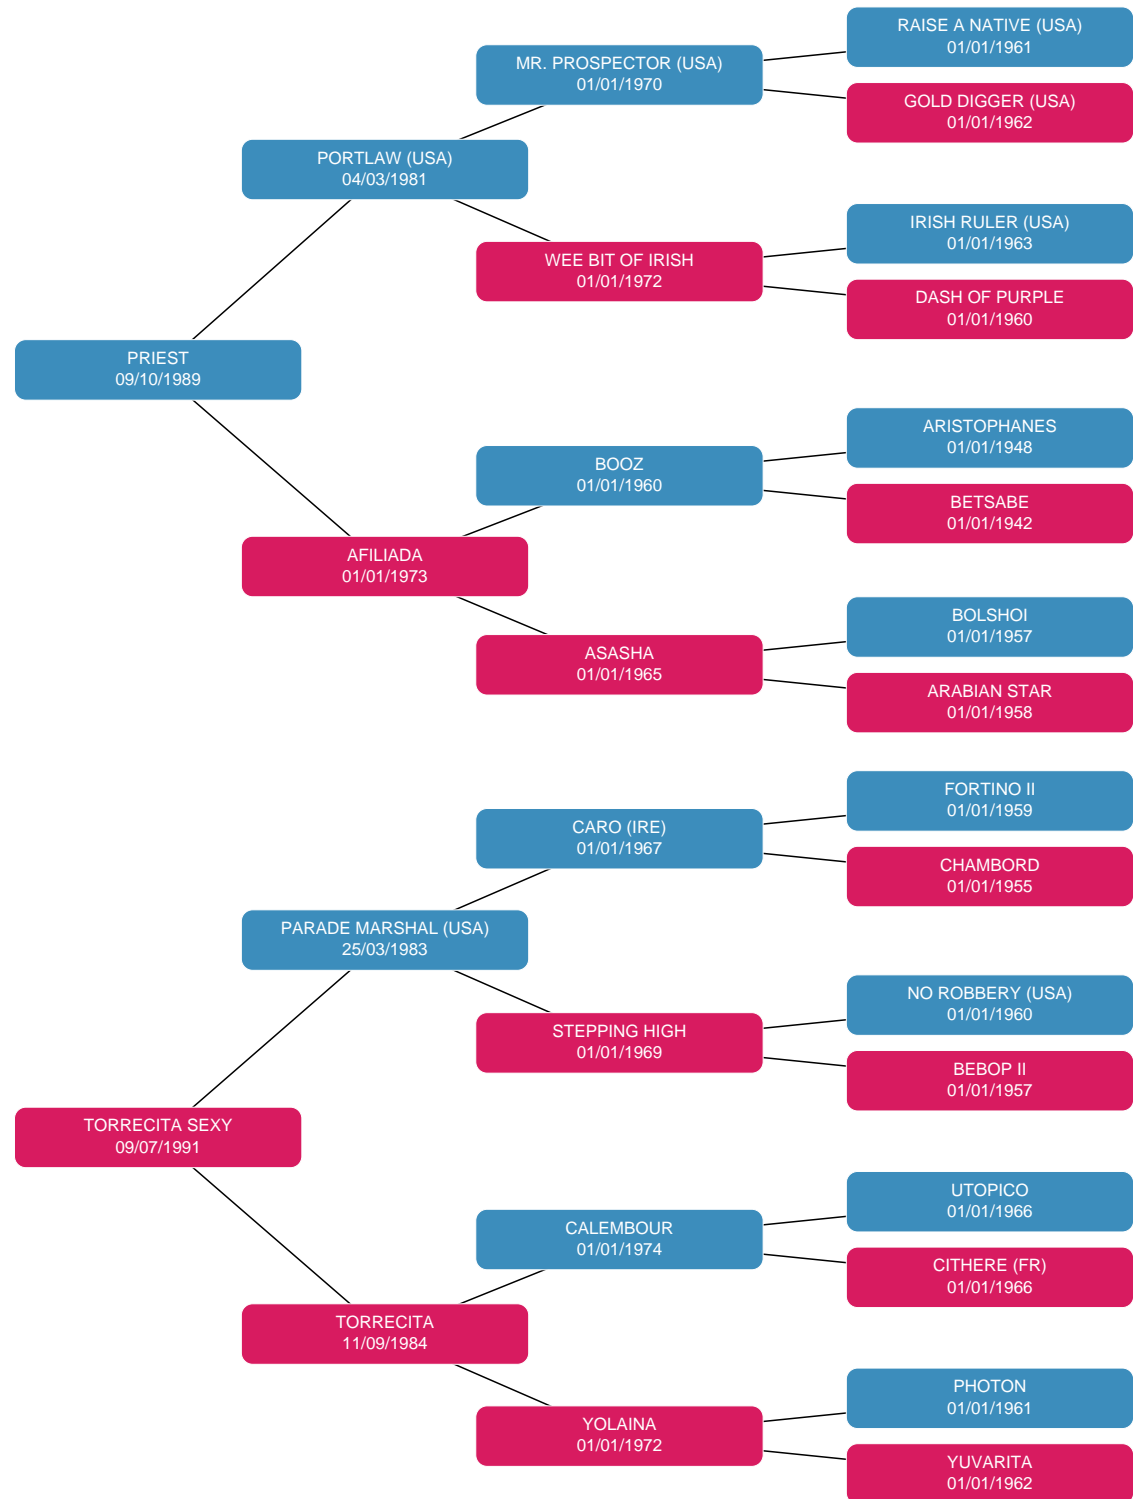 RAISE A NATIVE (USA)
01/01/1961
MR. PROSPECTOR (USA)
01/01/1970
GOLD DIGGER (USA)
01/01/1962
PORTLAW (USA)
04/03/1981
IRISH RULER (USA)
01/01/1963
WEE BIT OF IRISH
01/01/1972
DASH OF PURPLE
01/01/1960
PRIEST
09/10/1989
ARISTOPHANES
01/01/1948
BOOZ
01/01/1960
BETSABE
01/01/1942
AFILIADA
01/01/1973
BOLSHOI
01/01/1957
ASASHA
01/01/1965
ARABIAN STAR
01/01/1958
FORTINO II
01/01/1959
CARO (IRE)
01/01/1967
CHAMBORD
01/01/1955
PARADE MARSHAL (USA)
25/03/1983
NO ROBBERY (USA)
01/01/1960
STEPPING HIGH
01/01/1969
BEBOP II
01/01/1957
TORRECITA SEXY
09/07/1991
UTOPICO
01/01/1966
CALEMBOUR
01/01/1974
CITHERE (FR)
01/01/1966
TORRECITA
11/09/1984
PHOTON
01/01/1961
YOLAINA
01/01/1972
YUVARITA
01/01/1962